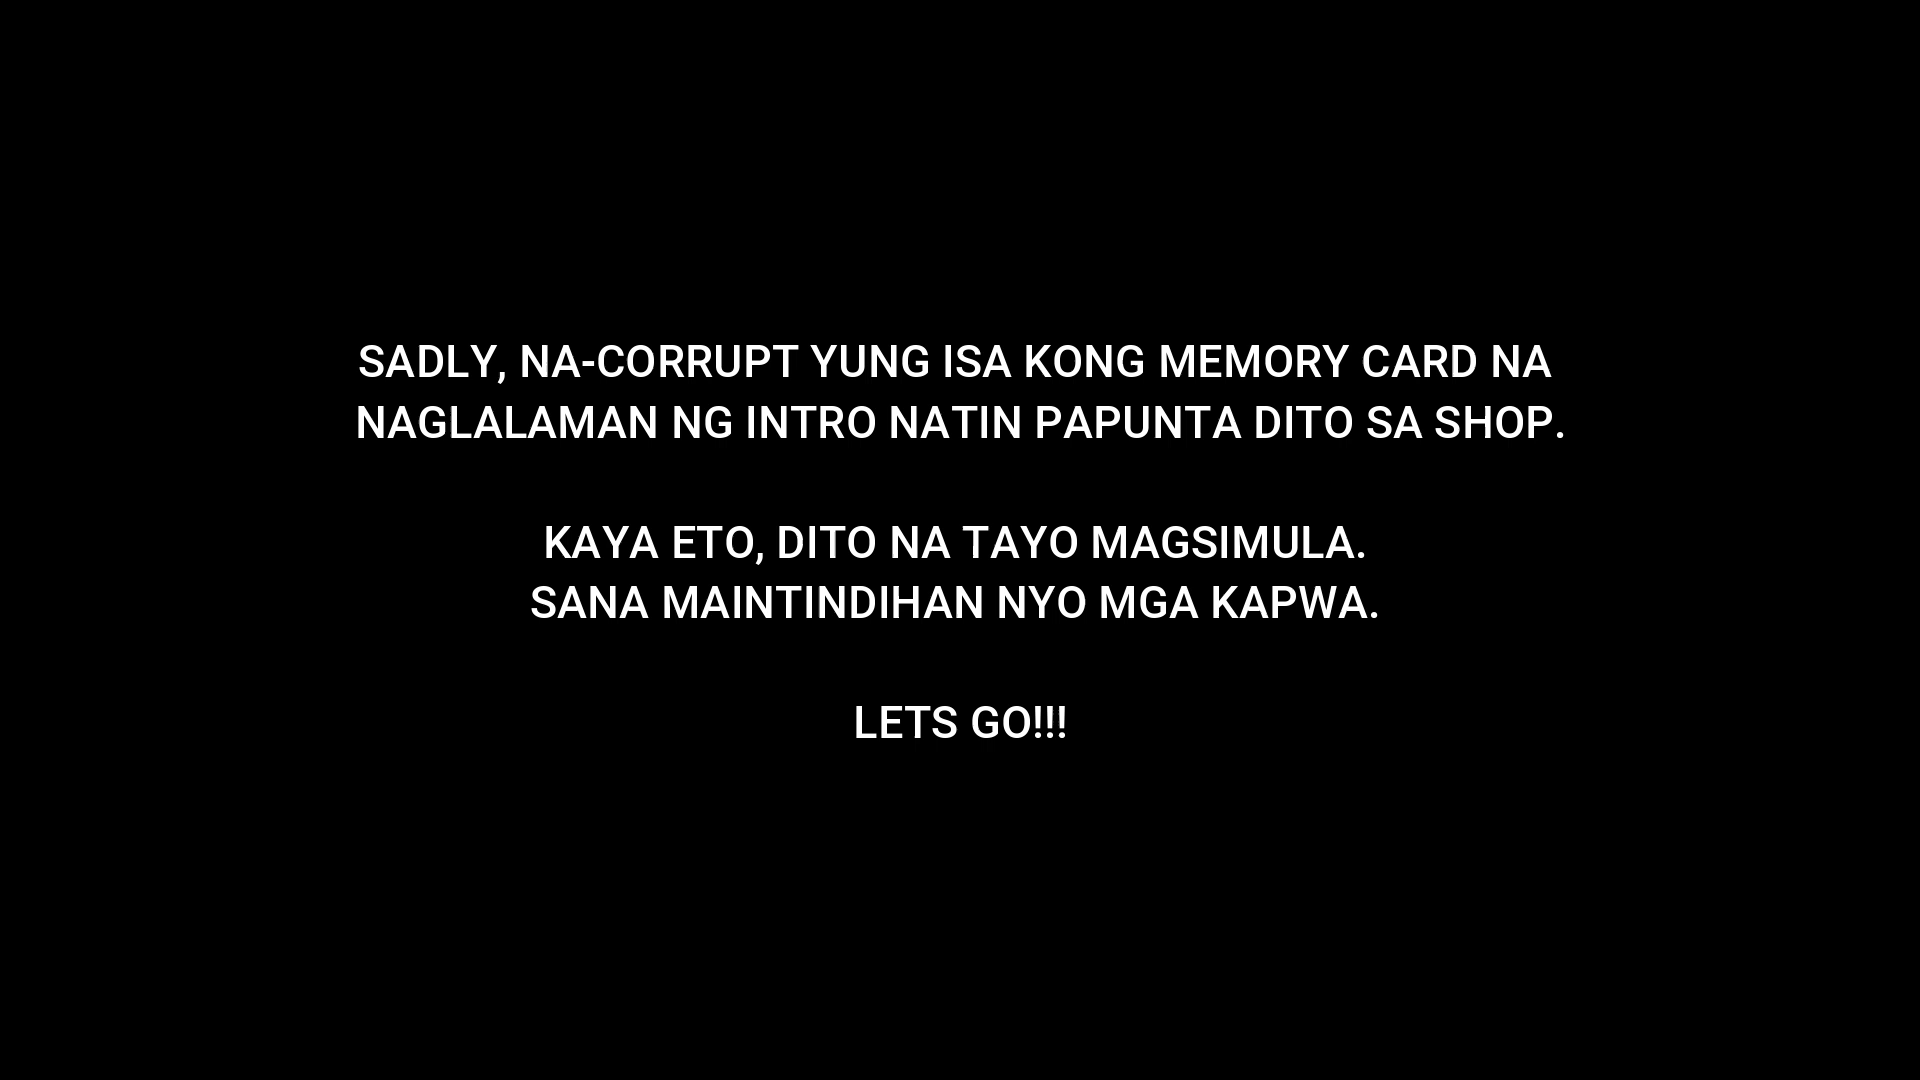 SADLY, NA-CORRUPT YUNG ISA KONG MEMORY CARD NA
NAGLALAMAN NG INTRO NATIN PAPUNTA DITO SA SHOP.
KAYA ETO, DITO NA TAYO MAGSIMULA.
SANA MAINTINDIHAN NYO MGA KAPWA.
LETS GO!!!